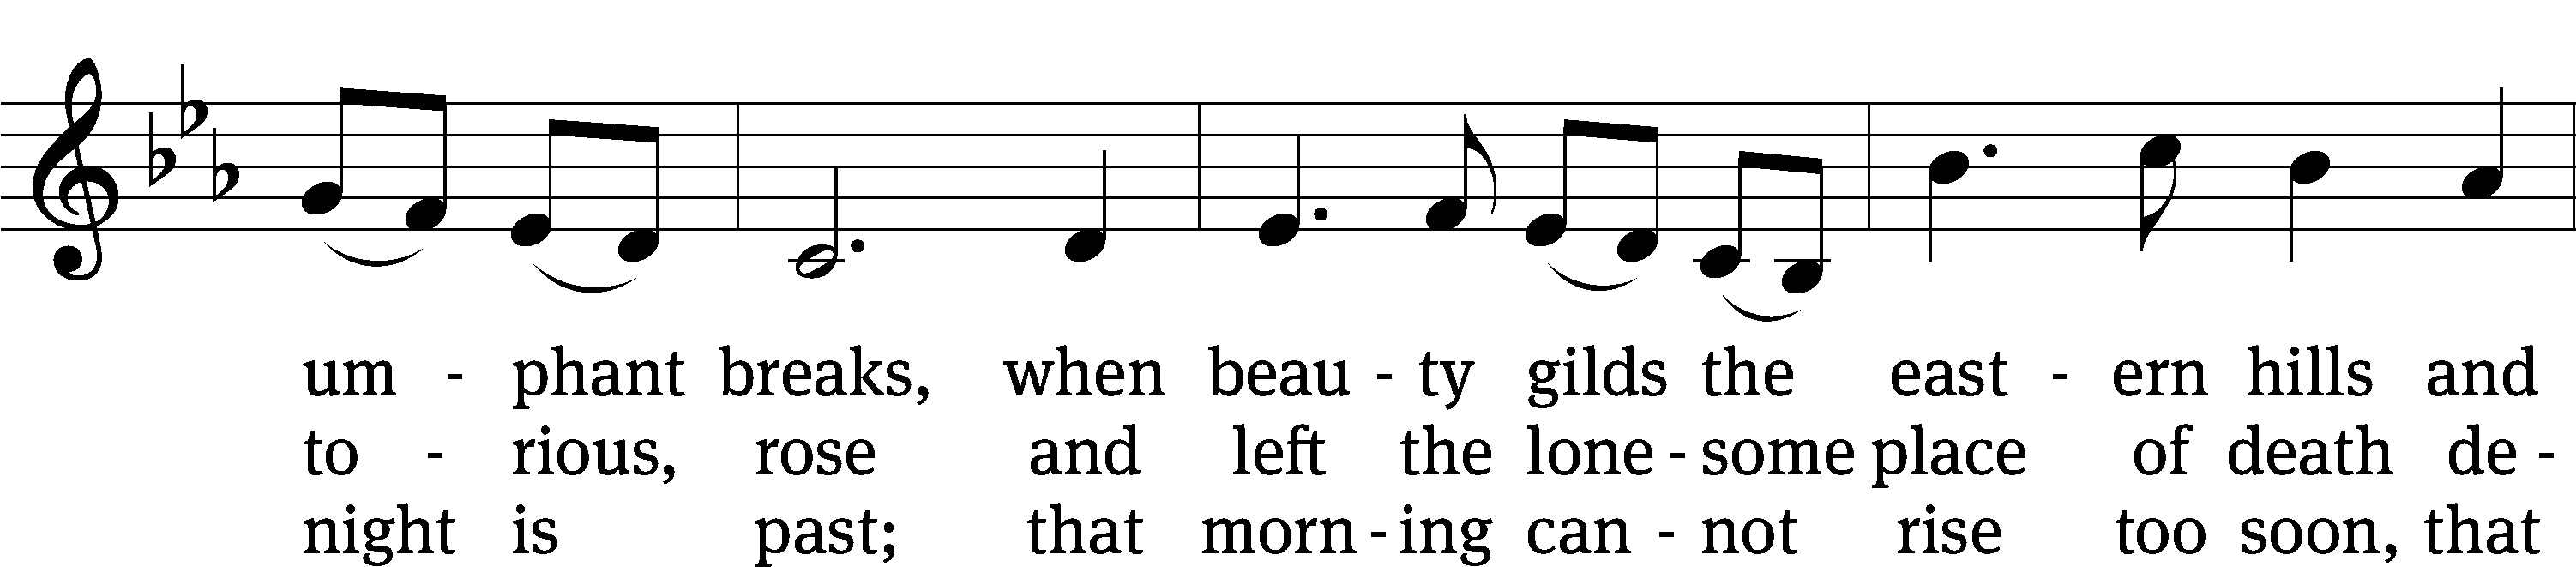 um - phant breaks, when beau - ty gilds the east - ern hills and
to - rious, rose and left the lone - some place of death de -
night is past; that morn - ing can - not rise too soon, that